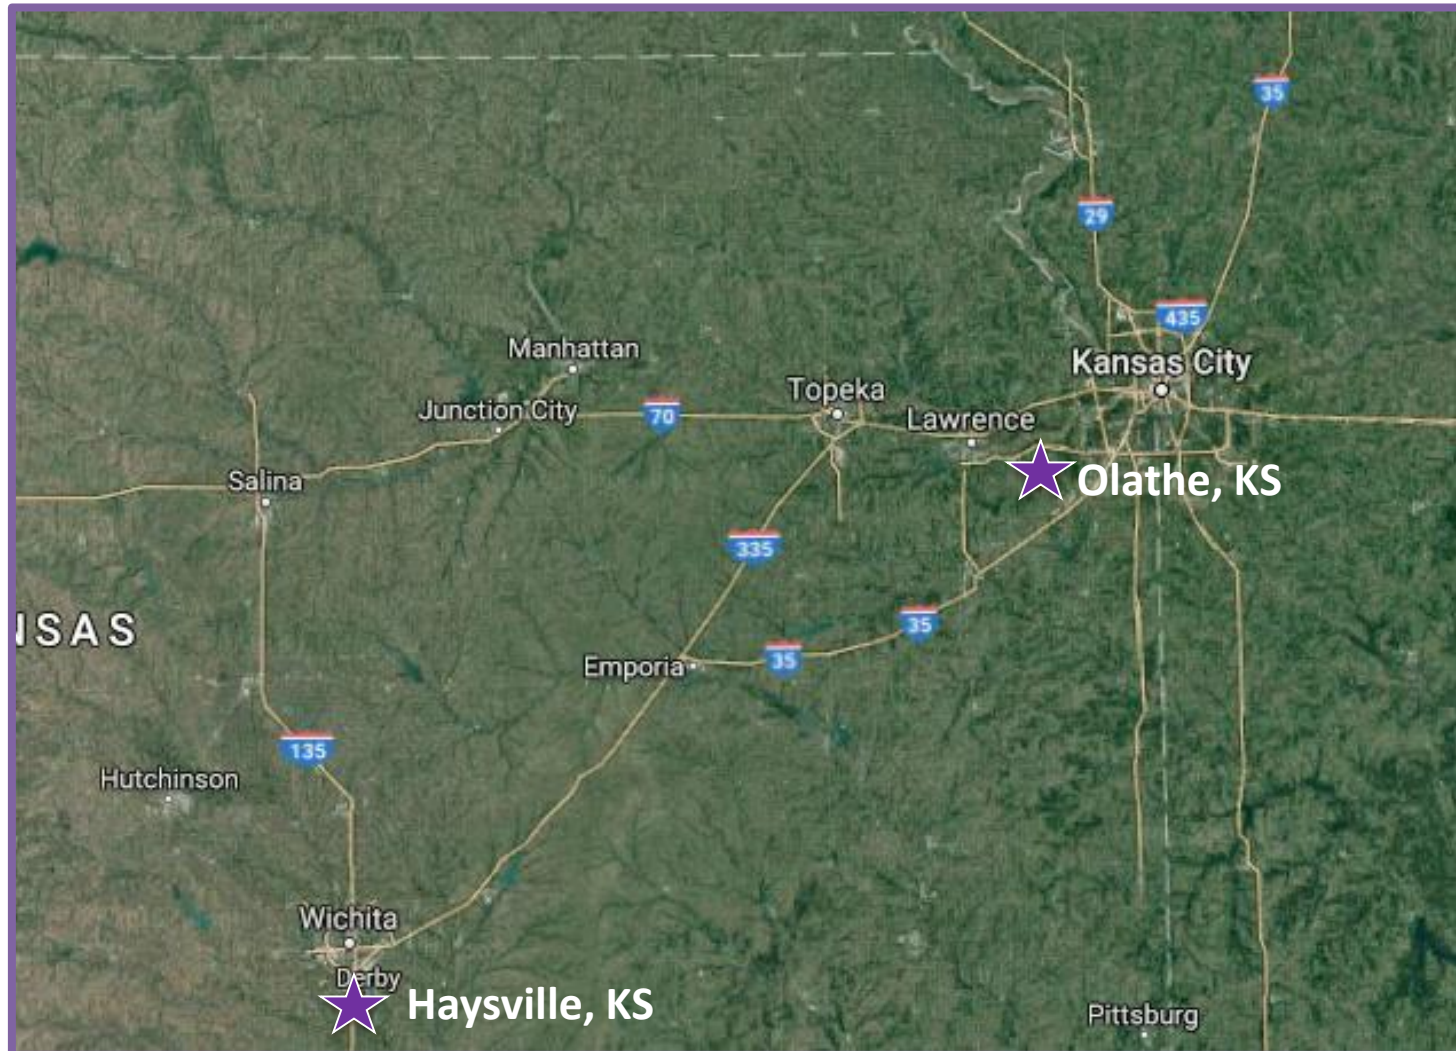 35
29
435
Manhattan
Kansas City
Topeka
Junction City
70
Lawrence
Salina
Olathe, KS
335
NSAS
35
Emporia
35
135
Hutchinson
Wichita
Derby
Haysville, KS
Pittsburg